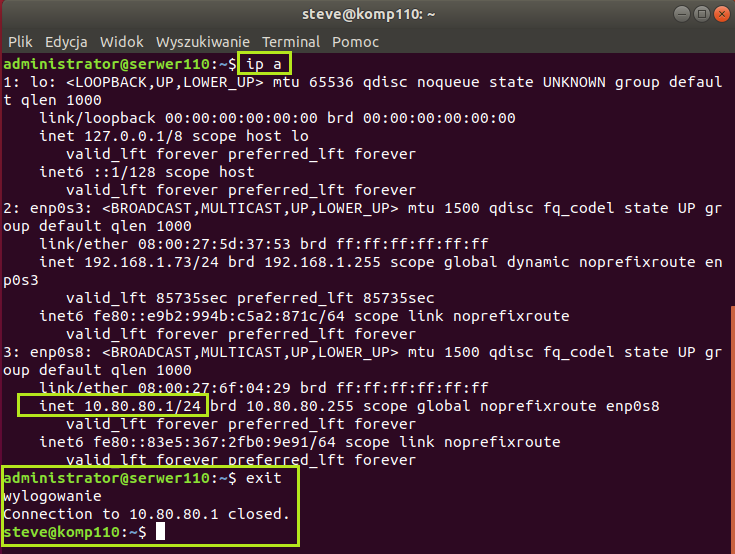 steve@komp110: ~
Plik Edycja Widok Wyszukiwanie Terminal Pomoc
administrator@serwer110:~$ ip a
1: lo: <LOOPBACK,UP,LOWER_UP> mtu 65536 qdisc noqueue state UNKNOWN group defaul
t qlen 1000
    link/loopback 00:00:00:00:00:00 brd 00:00:00:00:00:00
    inet 127.0.0.1/8 scope host lo
       valid_lft forever preferred_lft forever
    inet6 ::1/128 scope host
       valid_lft forever preferred_lft forever
2: enp0s3: <BROADCAST,MULTICAST,UP,LOWER_UP> mtu 1500 qdisc fq_codel state UP gr
oup default qlen 1000
    link/ether 08:00:27:5d:37:53 brd ff:ff:ff:ff:ff:ff
    inet 192.168.1.73/24 brd 192.168.1.255 scope global dynamic noprefixroute en
p0s3
       valid_lft 85735sec preferred_lft 85735sec
    inet6 fe80::e9b2:994b:c5a2:871c/64 scope link noprefixroute
       valid_lft forever preferred_lft forever
3: enp0s8: <BROADCAST,MULTICAST,UP,LOWER_UP> mtu 1500 qdisc fq_codel state UP gr
oup default qlen 1000
    link/ether 08:00:27:6f:04:29 brd ff:ff:ff:ff:ff:ff
    inet 10.80.80.1/24 brd 10.80.80.255 scope global noprefixroute enp0s8
       valid_lft forever preferred_lft forever
    inet6 fe80::83e5:367:2fb0:9e91/64 scope link noprefixroute
       valid_lft forever preferred_lft forever
administrator@serwer110:~$ exit
wylogowanie
Connection to 10.80.80.1 closed.
steve@komp110:~$